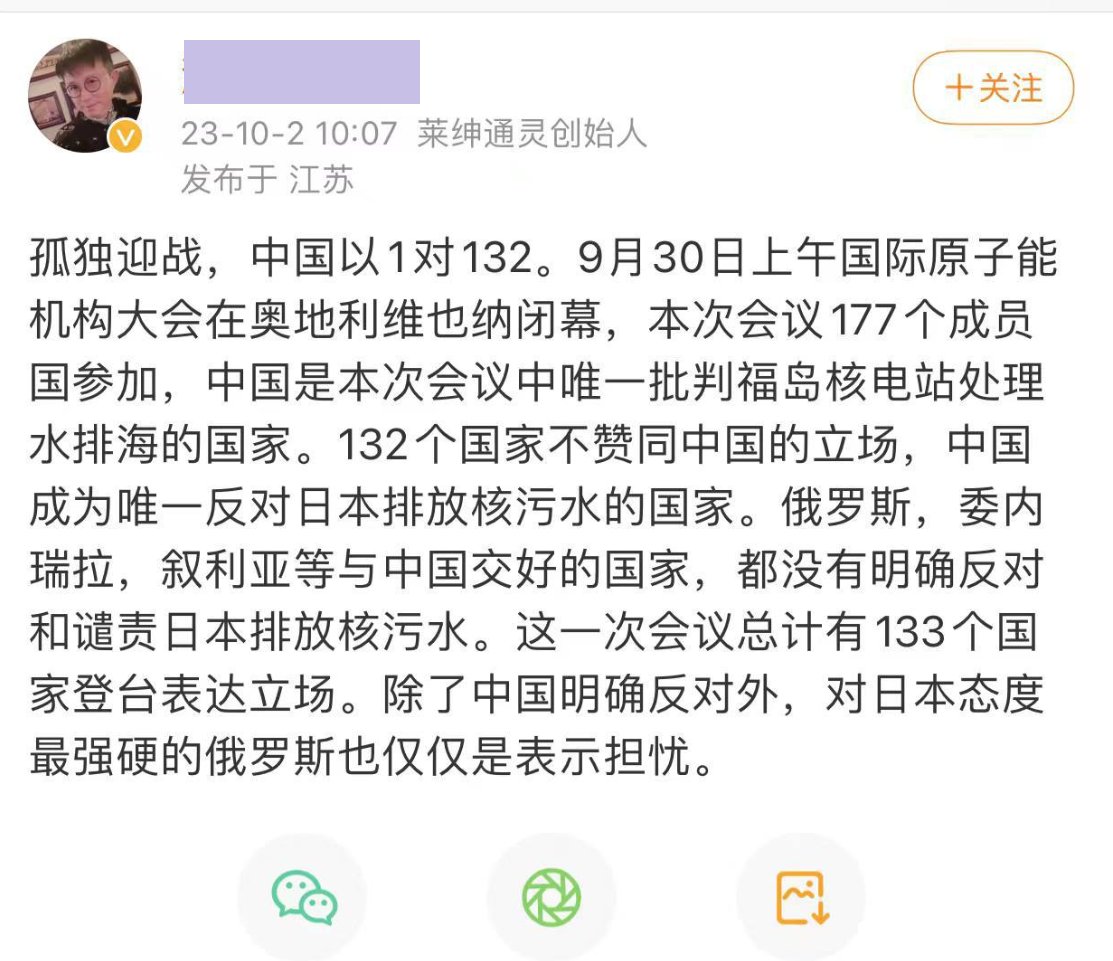 +关注
23-10-2 10:07 莱绅通灵创始人
发布于 江苏
孤独迎战，中国以1对132。9月30日上午国际原子能
机构大会在奥地利维也纳闭幕，本次会议177个成员
国参加，中国是本次会议中唯一批判福岛核电站处理
水排海的国家。132个国家不赞同中国的立场，中国
成为唯一反对日本排放核污水的国家。俄罗斯，委内
瑞拉，叙利亚等与中国交好的国家，都没有明确反对
和谴责日本排放核污水。这一次会议总计有133个国
家登台表达立场。除了中国明确反对外，对日本态度
最强硬的俄罗斯也仅仅是表示担忧。